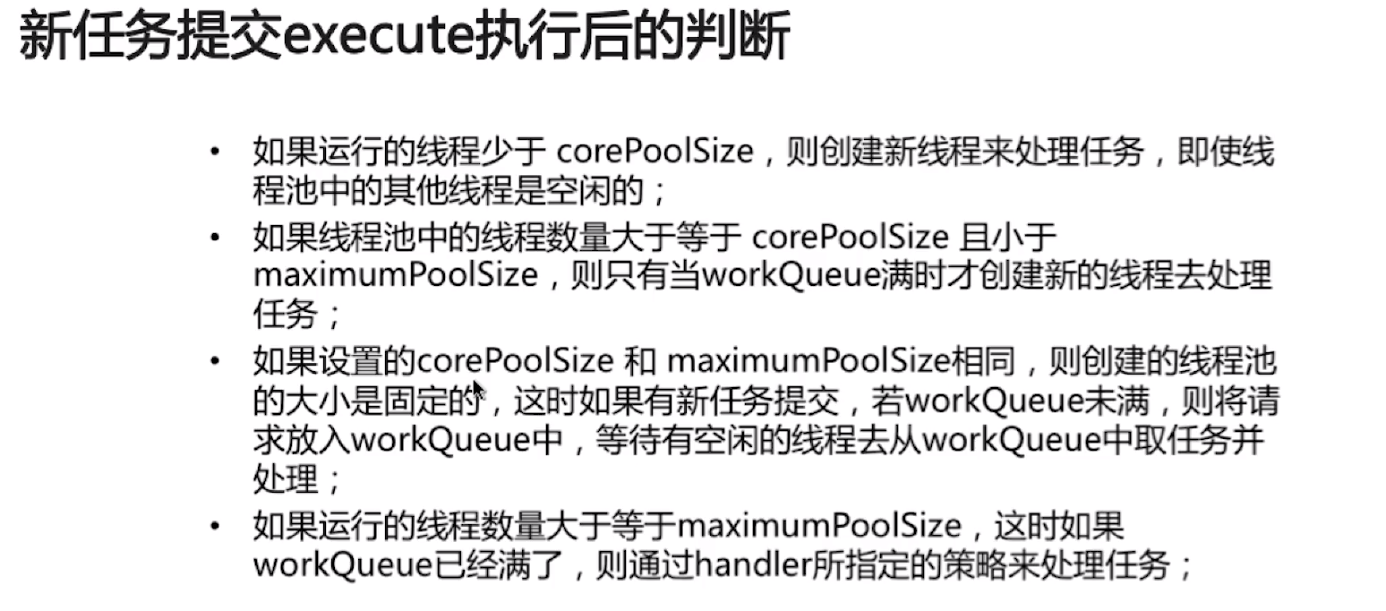 新任务提交execute执行后的判断
• 如果运行的线程少于 corePoolSize，则创建新线程来处理任务，即使线
程池中的其他线程是空闲的；
• 如果线程池中的线程数量大于等于 corePoolSize 且小于
maximumPoolSize，则只有当workQueue满时才创建新的线程去处理
任务；
• 如果设置的corePoolSize 和 maximumPoolSize相同，则创建的线程池
的大小是固定的，这时如果有新任务提交，若workQueue未满，则将请
求放入workQueue中，等待有空闲的线程去从workQueue中取任务并
处理；
• 如果运行的线程数量大于等于maximumPoolSize，这时如果
workQueue已经满了，则通过handler所指定的策略来处理任务；